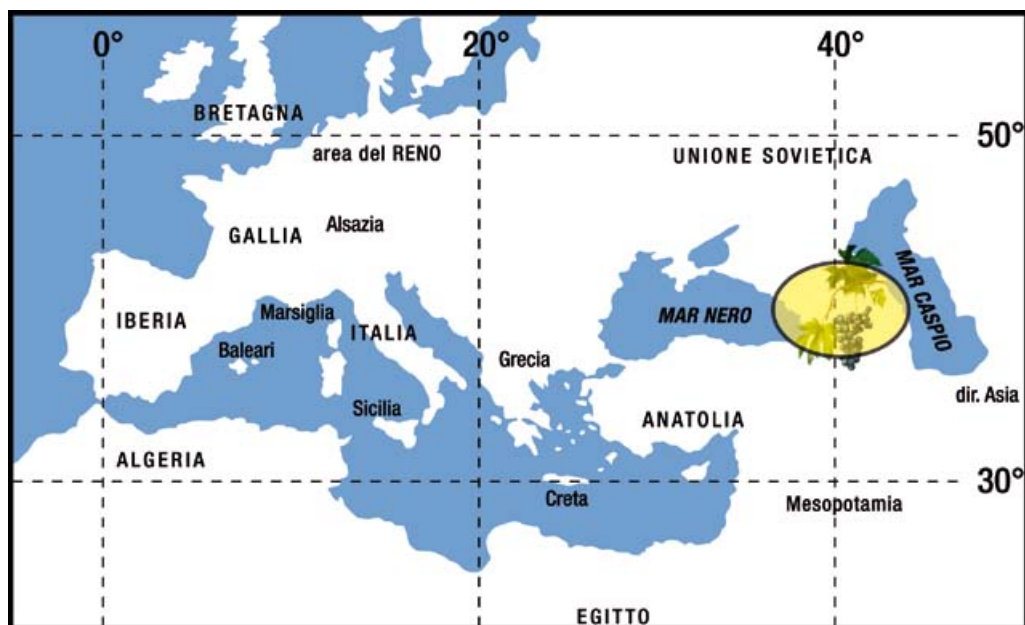 0°
20°
40°
BRETAGNA
50°
area del RENO
UNIONE SOVIETICA
GALLIA
Alsazia
MAR CASPIO
IBERIA
Marsiglia
ITALIA
MAR NERO
Baleari
Grecia
dir. Asia
Sicilia
ANATOLIA
ALGERIA
30°
Creta
Mesopotamia
EGITTO